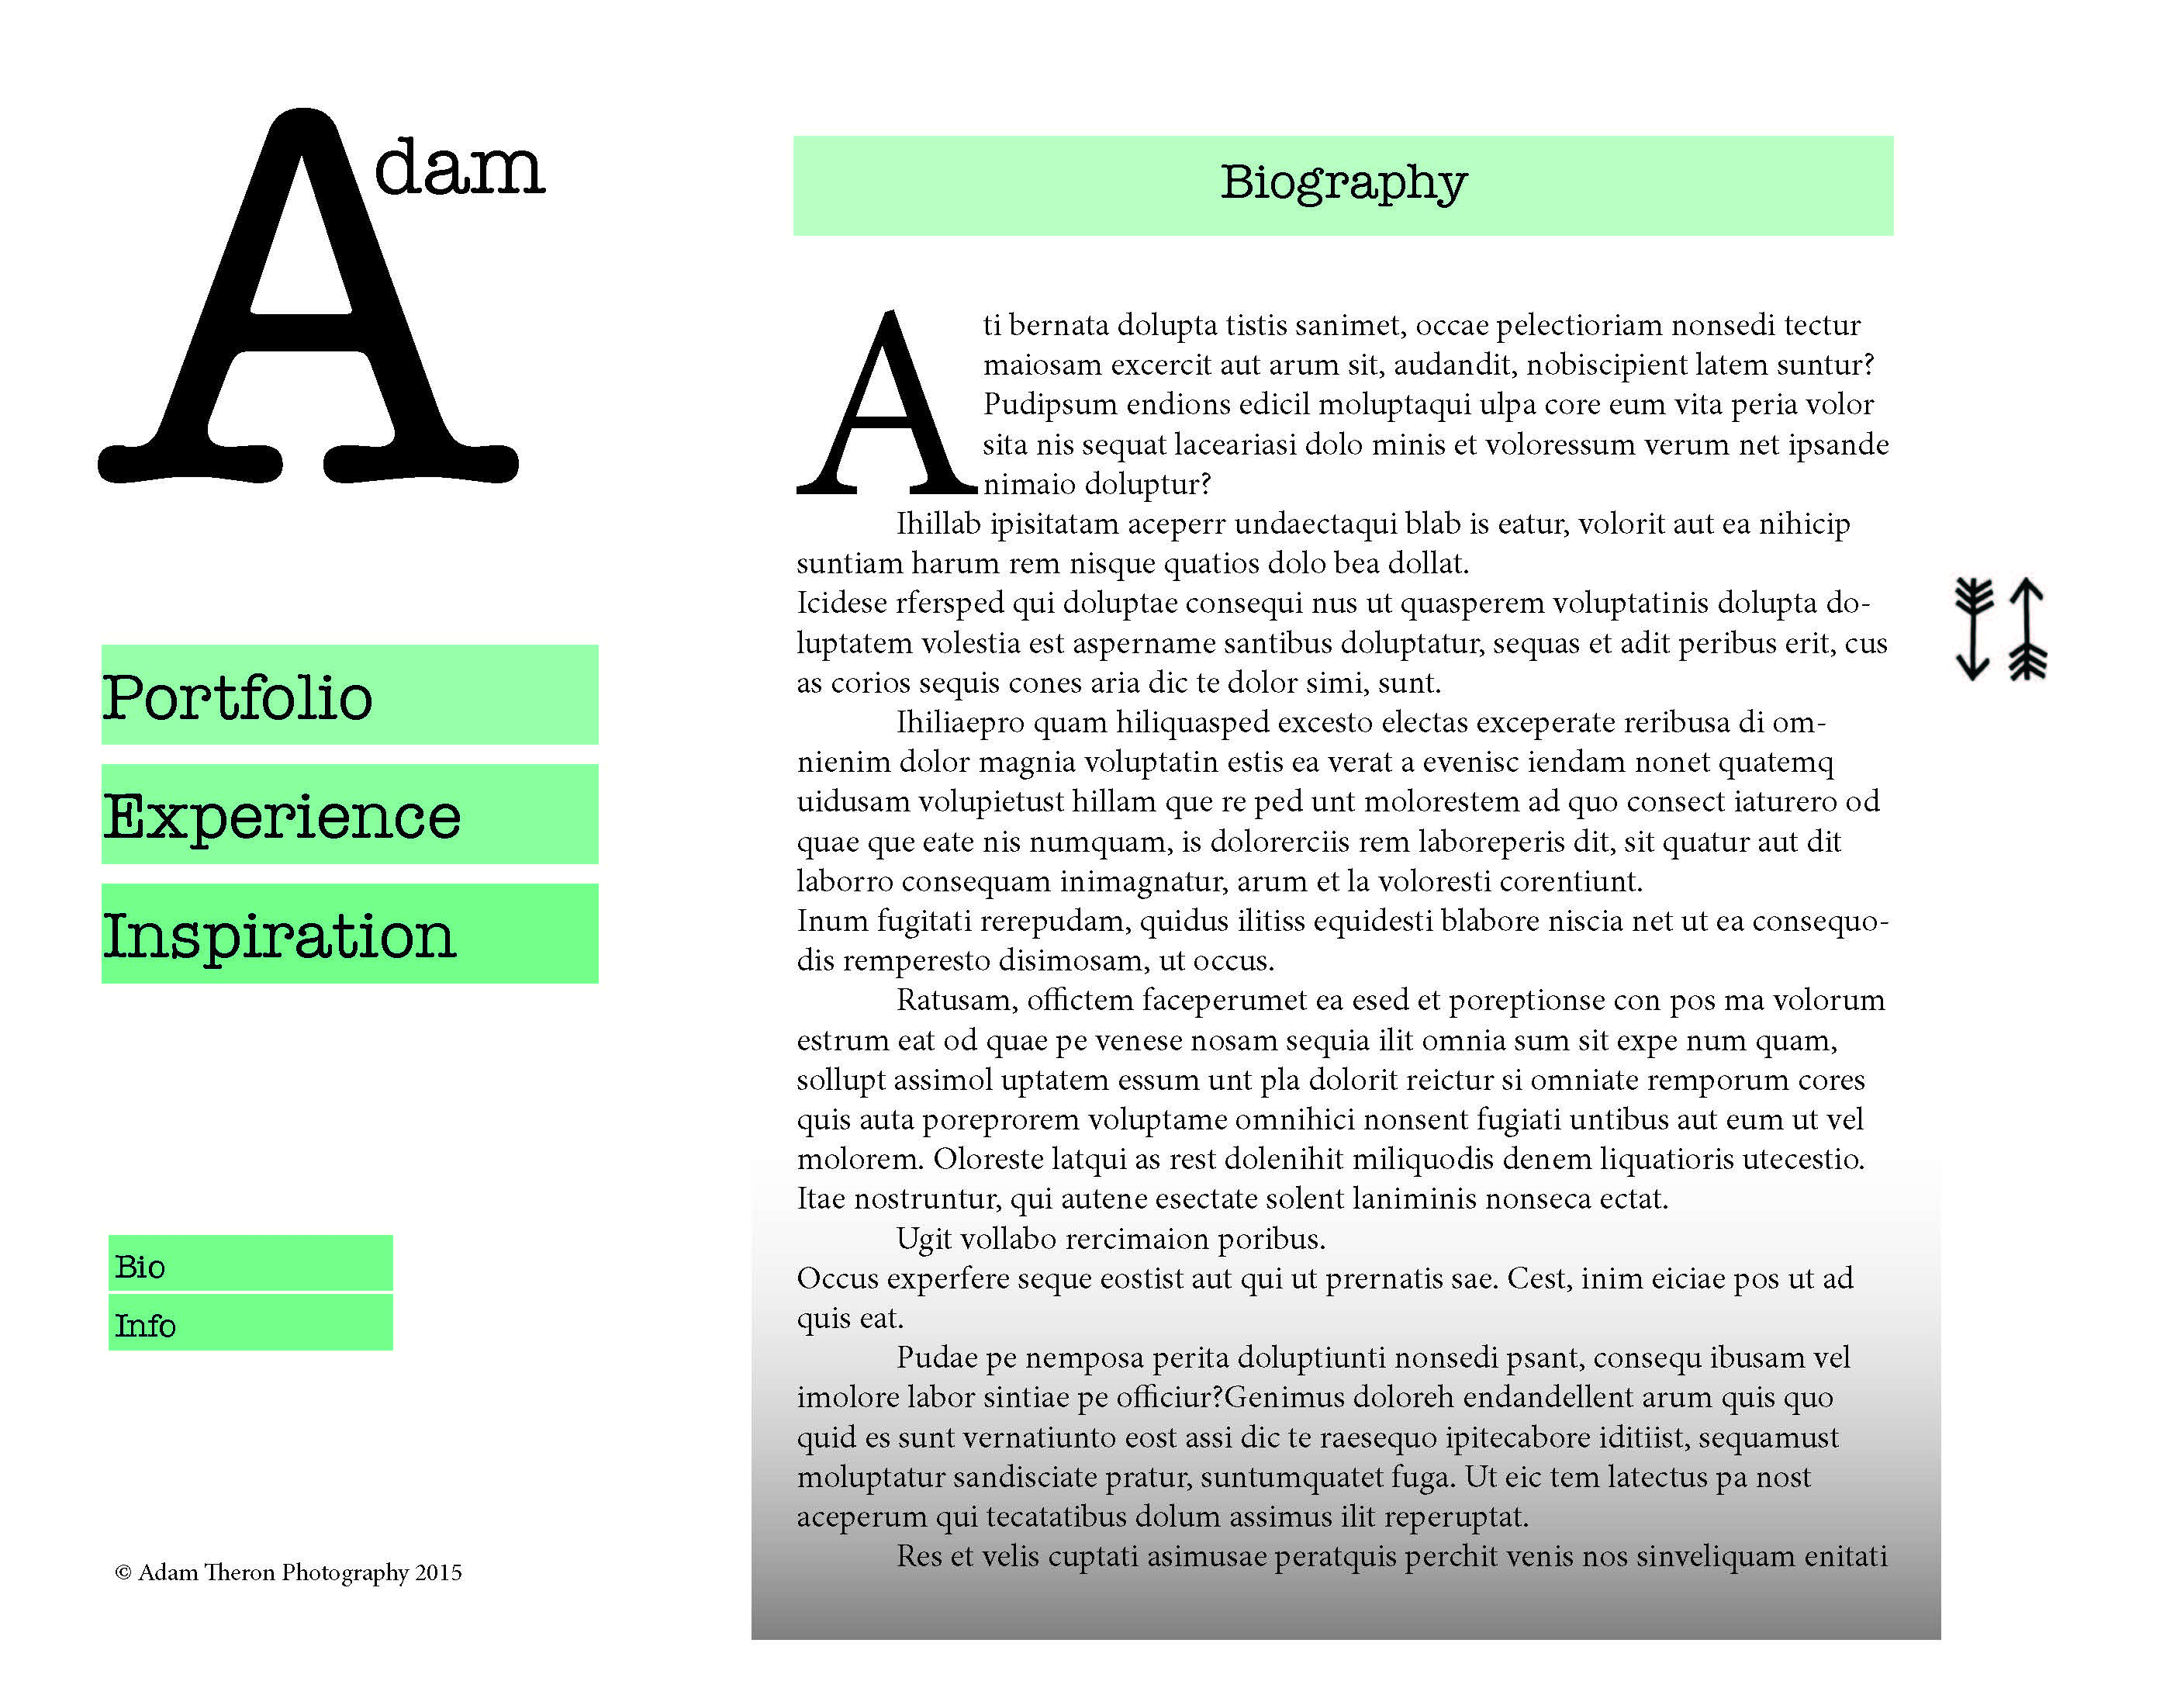 Adam
Portfolio
Experience
Inspiration
Bio
Info
© Adam Theron Photography 2015
Biography
Ati bernata dolupta tistis sanimet, occae pelectioriam nonsedi tectur
maiosam excercit aut arum sit, audandit, nobiscipient latem suntur?
Pudipsum endions edicil moluptaqui ulpa core eum vita peria volor
sita nis sequat laceariasi dolo minis et voloressum verum net ipsande
nimaio doluptur?
Ihillab ipisitatam aceperr undaectaqui blab is eatur, volorit aut ea nihicip
suntiam harum rem nisque quatios dolo bea dollat.
Icidese rfersped qui doluptae consequi nus ut quasperem voluptatinis dolupta do-
luptatem volestia est aspername santibus doluptatur, sequas et adit peribus erit, cus
as corios sequis cones aria dic te dolor simi, sunt.
Ihiliaepro quam hiliquasped excesto electas exceperate reribusa di om-
nienim dolor magnia voluptatin estis ea verat a evenisc iendam nonet quatemq
uidusam volupietust hillam que re ped unt molorestem ad quo consect iaturero od
quae que eate nis numquam, is dolorerciis rem laboreperis dit, sit quatur aut dit
laborro consequam inimagnatur, arum et la voloresti corentiunt.
Inum fugitati rerepudam, quidus ilitiss equidesti blabore niscia net ut ea consequo-
dis remperesto disimosam, ut occus.
Ratusam, offictem faceperumet ea esed et poreptionse con pos ma volorum
estrum eat od quae pe venese nosam sequia ilit omnia sum sit expe num quam,
sollupt assimol uptatem essum unt pla dolorit reictur si omniate remporum cores
quis auta poreprorem voluptame omnihici nonsent fugiati untibus aut eum ut vel
molorem. Oloreste latqui as rest dolenihit miliquodis denem liquatioris utecestio.
Itae nostruntur, qui autene esectate solent laniminis nonseca ectat.
Ugit vollabo rercimaion poribus.
Occus experfere seque eostist aut qui ut prernatis sae. Cest, inim eiciae pos ut ad
quis eat.
Pudae pe nemposa perita doluptiunti nonsedi psant, consequ ibusam vel
imolore labor sintiae pe officiur?Genimus doloreh endandellent arum quis quo
quid es sunt vernatiunto eost assi dic te raesequo ipitecabore iditiist, sequamust
moluptatur sandisciate pratur, suntumquatet fuga. Ut eic tem latectus pa nost
aceperum qui tecatatibus dolum assimus ilit reperuptat.
Res et velis cuptati asimusae peratquis perchit venis nos sinveliquam enitati